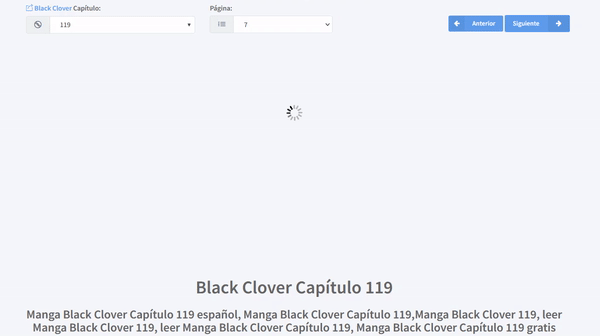 Black Clover Capítulo: Página:
119 7 Anterior Siguiente
Black Clover Capítulo 119
Manga Black Clover Capítulo 119 español, Manga Black Clover Capítulo 119,Manga Black Clover 119, leer
Manga Black Clover 119, leer Manga Black Clover Capítulo 119, Manga Black Clover Capítulo 119 gratis